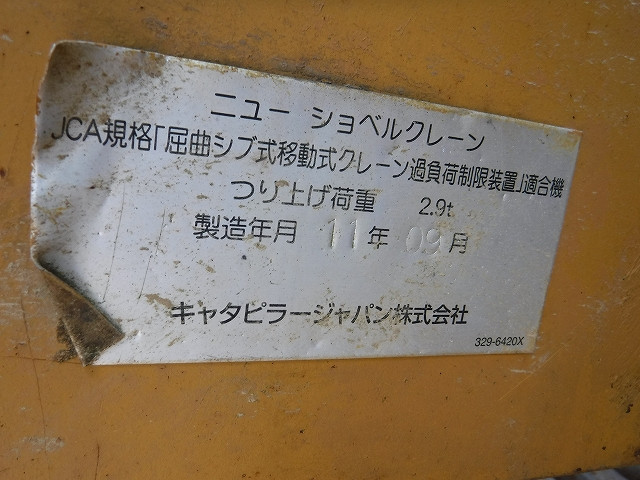 ニュー ショベルクレーン
JCA規格｢屈曲ジブ式移動式クレーン過負荷制限装置｣適合機
つり上げ荷重 2.9t
製造年月 11年 09月
キャタピラージャパン株式会社
329-6420X